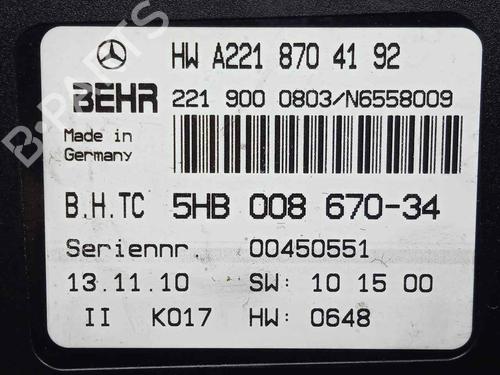 HW A221 870 41 92
BEHR 221 900 0803/N6558009
Made in
Germany
B.H.TC 5HB 008 670-34
Seriennr. 00450551
13.11.10 SW: 10 15 00
II K017 HW: 0648
B-PARTS